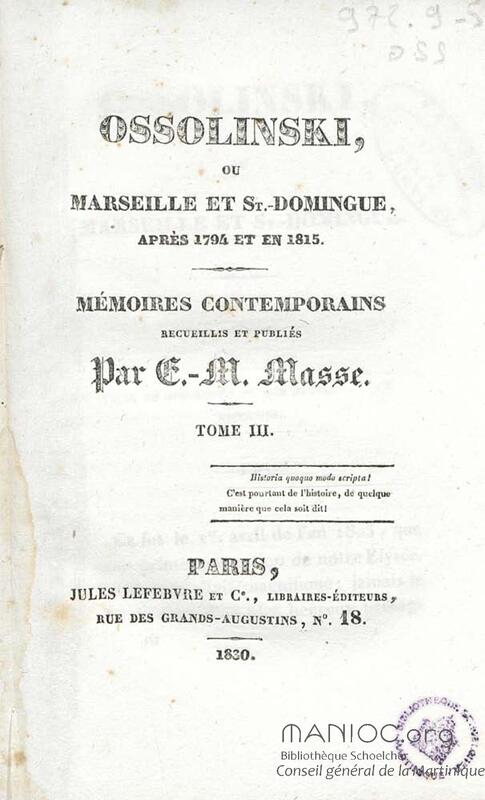 972.9-5
OSS
OSSOLINSKI,
OU
MARSEILLE ET ST.-DOMINGUE,
APRÈS 1794 ET EN 1815.
MÉMOIRES CONTEMPORAINS
RECUEILLIS ET PUBLIÉS
Par E.-M. Masse.
TOME III.
Historia quoquo modo scripta!
C'est pourtant de l'histoire, de quelque
manière que cela soit dit!
PARIS,
JULES LEFEBVRE ET Ce., LIBRAIRES-ÉDITEURS,
RUE DES GRANDS-AUGUSTINS, No. 18.
1830.
MANIOC.org
Bibliothèque Schoelcher
Conseil général de la Martinique